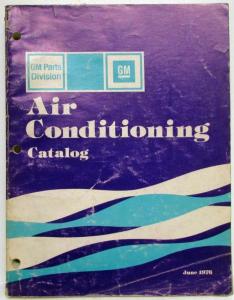 GM Parts
Division
GM
Air
Conditioning
Catalog
June 1976